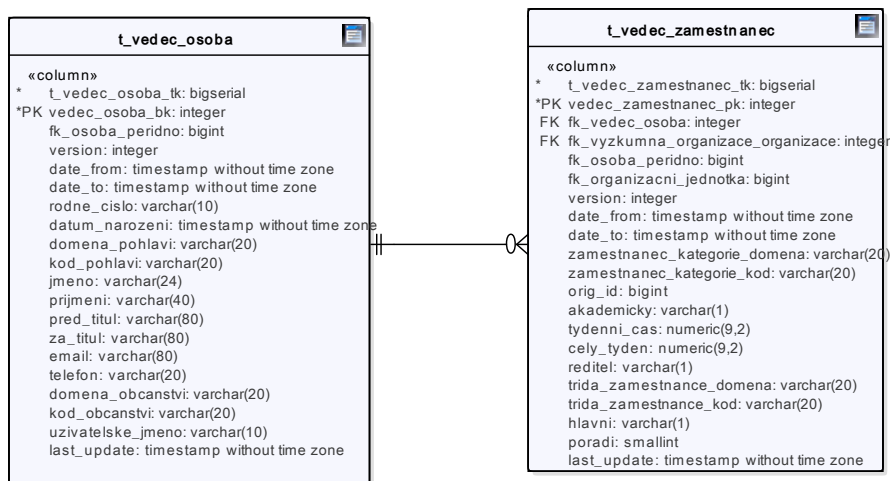 t_vedec_osoba
«column»
* t_vedec_osoba_tk: bigserial
*PK vedec_osoba_bk: integer
fk_osoba_peridno: bigint
version: integer
date_from: timestamp without time zone
date_to: timestamp without time zone
rodne_cislo: varchar(10)
datum_narozeni: timestamp without time zone
domena_pohlavi: varchar(20)
kod_pohlavi: varchar(20)
jmeno: varchar(24)
prijmeni: varchar(40)
pred_titul: varchar(80)
za_titul: varchar(80)
email: varchar(80)
telefon: varchar(20)
domena_obcanstvi: varchar(20)
kod_obcanstvi: varchar(20)
uzivatelske_jmeno: varchar(10)
last_update: timestamp without time zone
t_vedec_zamestnanec
«column»
* t_vedec_zamestnanec_tk: bigserial
*PK vedec_zamestnanec_pk: integer
FK fk_vedec_osoba: integer
FK fk_vyzkumna_organizace_organizace: integer
fk_osoba_peridno: bigint
fk_organizacni_jednotka: bigint
version: integer
date_from: timestamp without time zone
date_to: timestamp without time zone
zamestnanec_kategorie_domena: varchar(20)
zamestnanec_kategorie_kod: varchar(20)
orig_id: bigint
akademicky: varchar(1)
tydenni_cas: numeric(9,2)
cely_tyden: numeric(9,2)
reditel: varchar(1)
trida_zamestnance_domena: varchar(20)
trida_zamestnance_kod: varchar(20)
hlavni: varchar(1)
poradi: smallint
last_update: timestamp without time zone